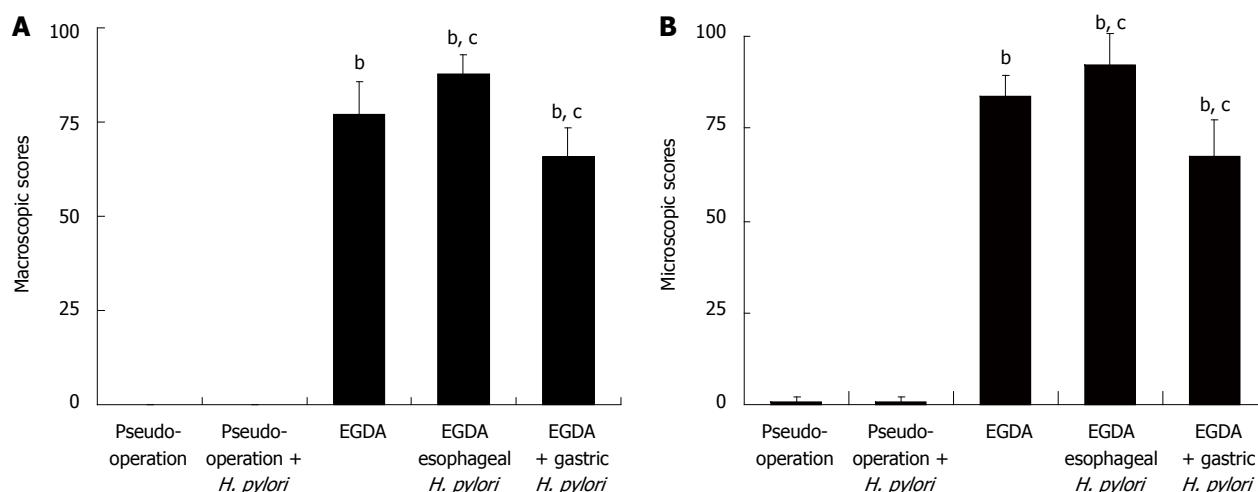 A
Macroscopic scores
100
75
50
25
0
b
b, c
b, c
Pseudo-
operation
Pseudo-
operation +
H. pylori
EGDA
EGDA
esophageal
H. pylori
EGDA
+ gastric
H. pylori
B
Microscopic scores
100
75
50
25
0
b
b, c
b, c
Pseudo-
operation
Pseudo-
operation +
H. pylori
EGDA
EGDA
esophageal
H. pylori
EGDA
+ gastric
H. pylori